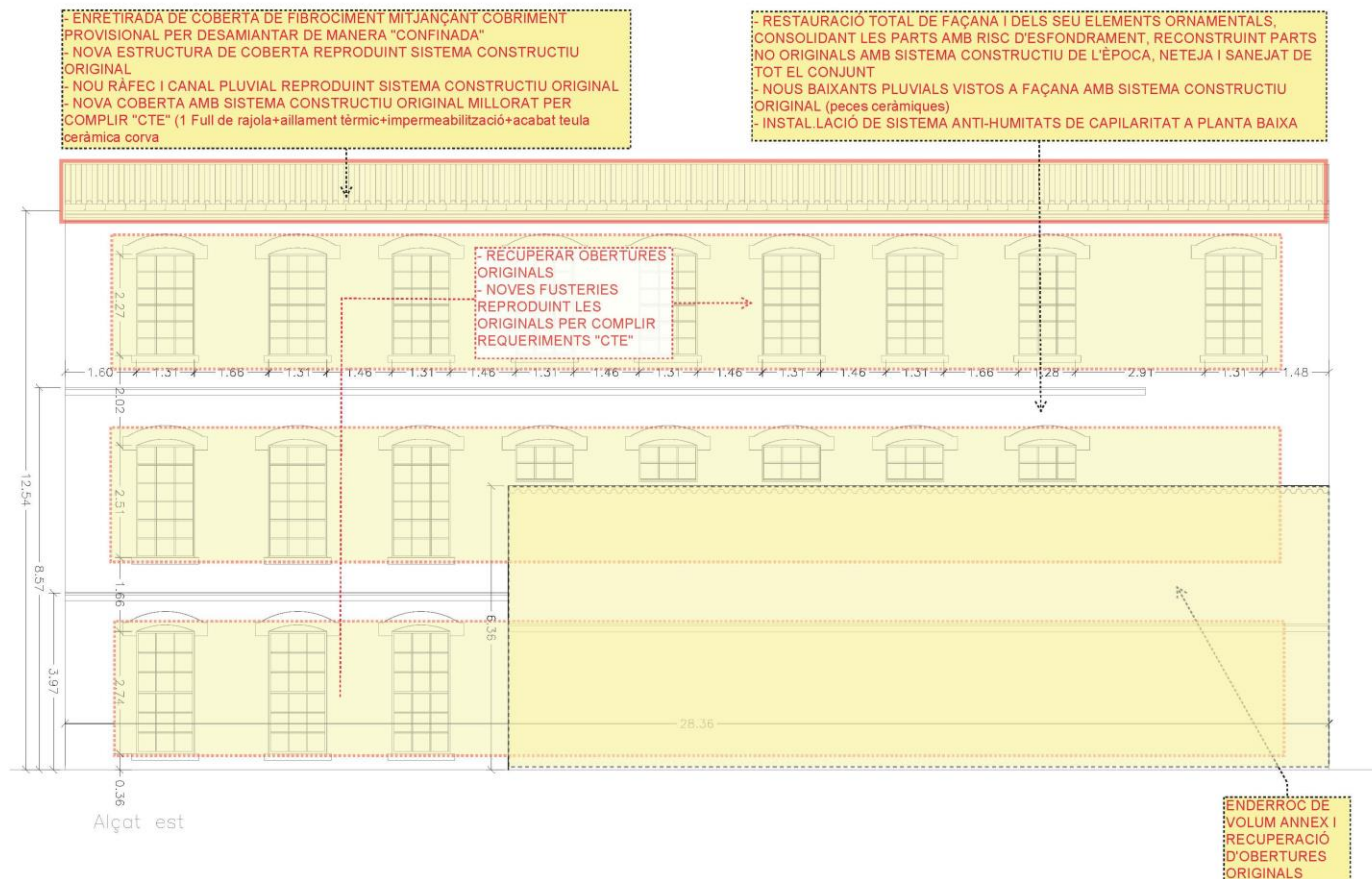 - ENRETIRADA DE COBERTA DE FIBROCIMENT MITJANÇANT COBRIMENT
PROVISIONAL PER DESAMIANTAR DE MANERA "CONFINADA"
- NOVA ESTRUCTURA DE COBERTA REPRODUINT SISTEMA CONSTRUCTIU
ORIGINAL
- NOU RÀFEC I CANAL PLUVIAL REPRODUINT SISTEMA CONSTRUCTIU ORIGINAL
- NOVA COBERTA AMB SISTEMA CONSTRUCTIU ORIGINAL MILLORAT PER
COMPLIR "CTE" (1 Full de rajola+aillament tèrmic+impermeabilització+acabat teula
ceràmica corva
- RESTAURACIÓ TOTAL DE FAÇANA I DELS SEU ELEMENTS ORNAMENTALS,
CONSOLIDANT LES PARTS AMB RISC D'ESFONDRAMENT, RECONSTRUINT PARTS
NO ORIGINALS AMB SISTEMA CONSTRUCTIU DE L'ÈPOCA, NETEJA I SANEJAT DE
TOT EL CONJUNT
- NOUS BAIXANTS PLUVIALS VISTOS A FAÇANA AMB SISTEMA CONSTRUCTIU
ORIGINAL (peces ceràmiques)
- INSTAL.LACIÓ DE SISTEMA ANTI-HUMITATS DE CAPILARITAT A PLANTA BAIXA
- RECUPERAR OBERTURES
ORIGINALS
- NOVES FUSTERIES
REPRODUINT LES
ORIGINALS PER COMPLIR
REQUERIMENTS "CTE"
2.27
1.60 1.31 1.66 1.31 1.46 1.31 1.46 1.31 1.46 1.31 1.46 1.31 1.46 1.31 1.66 1.28 2.91 1.31 1.48
2.02
12.54
2.51
8.57
1.66
6.36
3.97
2.74
28.36
0.36
Alçat est
ENDERROC DE
VOLUM ANNEX I
RECUPERACIÓ
D'OBERTURES
ORIGINALS